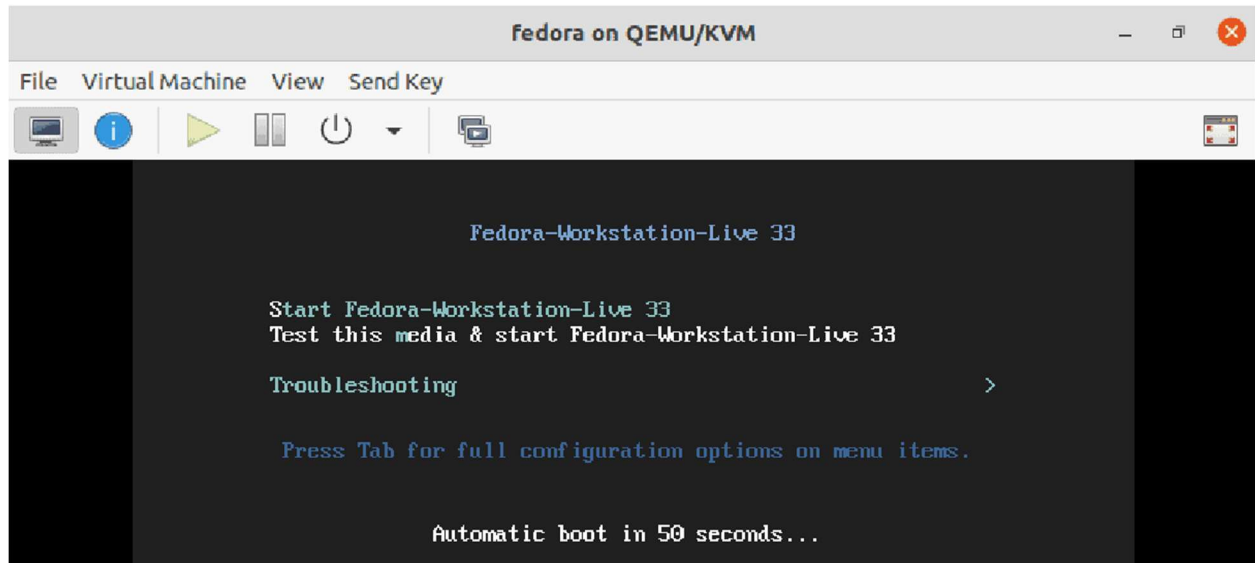 fedora on QEMU/KVM
File Virtual Machine View Send Key
Fedora-Workstation-Live 33
Start Fedora-Workstation-Live 33
Test this media & start Fedora-Workstation-Live 33
Troubleshooting >
Press Tab for full configuration options on menu items.
Automatic boot in 50 seconds...